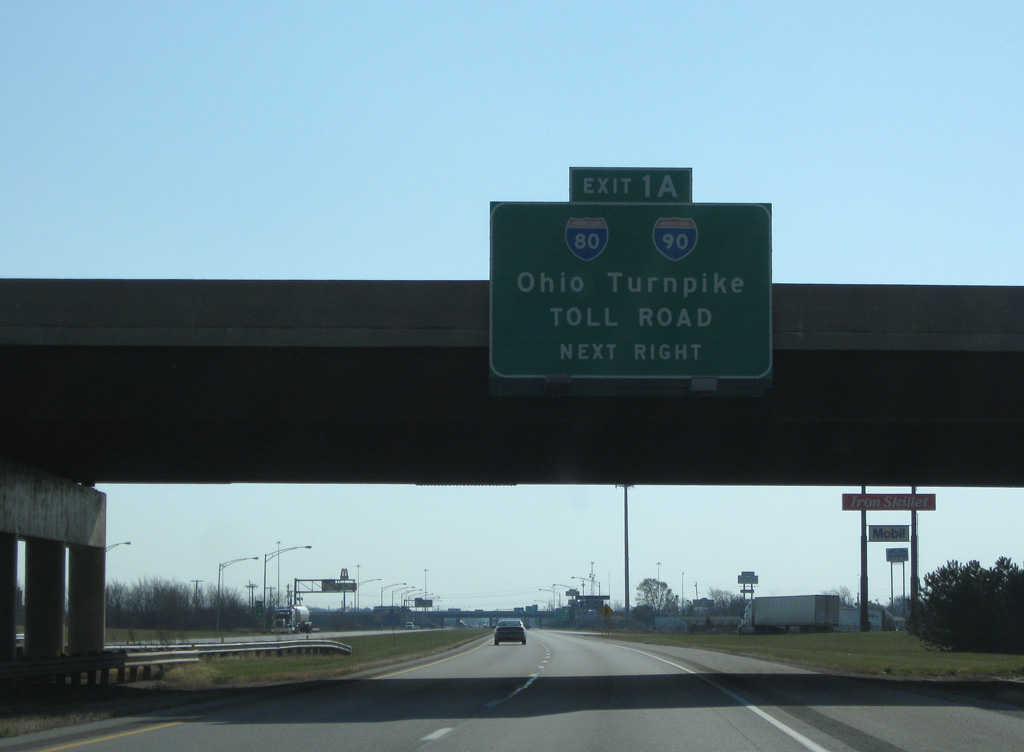 EXIT 1A
80 90
Ohio Turnpike
TOLL ROAD
NEXT RIGHT
Iron Skillet
Mobil